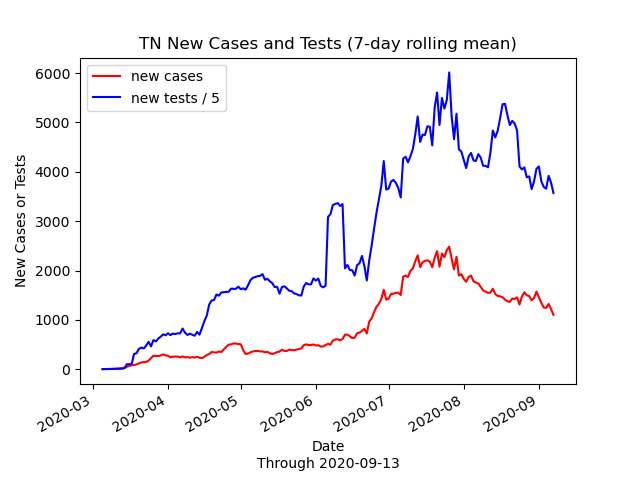 TN New Cases and Tests (7-day rolling mean)
new cases
new tests / 5
New Cases or Tests
6000
5000
4000
3000
2000
1000
0
2020-03
2020-04
2020-05
2020-06
2020-07
2020-08
2020-09
Date
Through 2020-09-13